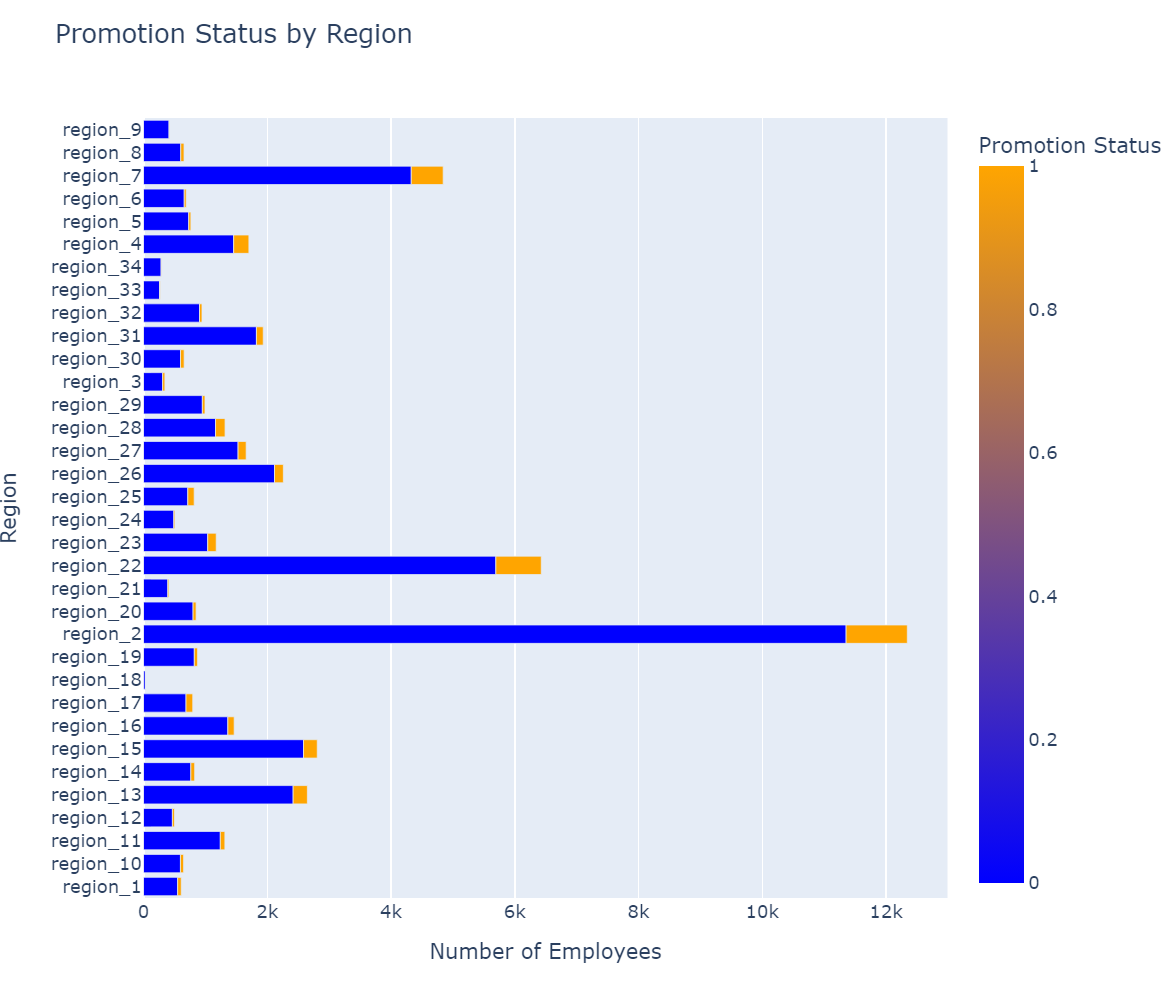 Promotion Status by Region
region_9
region_8
region_7
region_6
region_5
region_4
region_34
region_33
region_32
region_31
region_30
region_3
region_29
region_28
region_27
region_26
region_25
region_24
region_23
region_22
region_21
region_20
region_2
region_19
region_18
region_17
region_16
region_15
region_14
region_13
region_12
region_11
region_10
region_1
Region
0
2k
4k
6k
8k
10k
12k
Number of Employees
Promotion Status
1
0.8
0.6
0.4
0.2
0